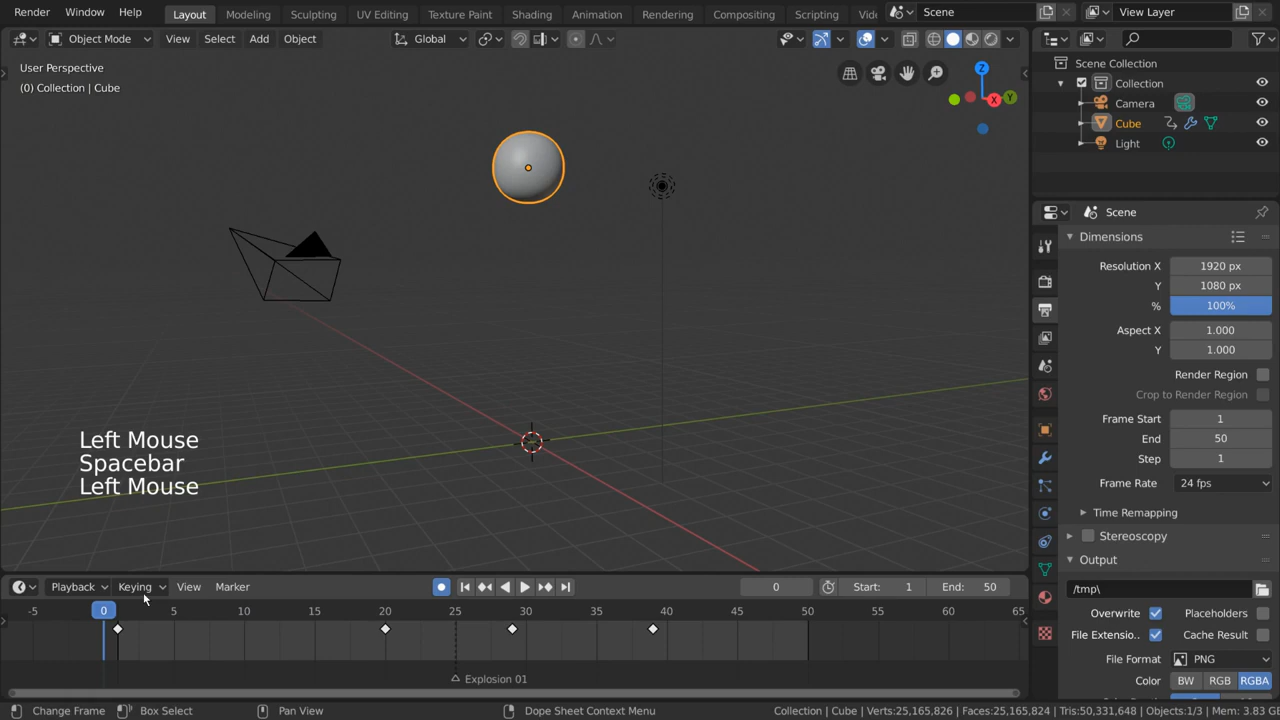 Render Window Help Layout Modeling Sculpting UV Editing Texture Paint Shading Animation Rendering Compositing Scripting Vid Scene View Layer
Object Mode View Select Add Object Global
User Perspective
(0) Collection | Cube
Z
X
Y
Left Mouse
Spacebar
Left Mouse
Scene Collection
Collection
Camera
Cube
Light
Scene
Dimensions
Resolution X 1920 px
Y 1080 px
% 100%
Aspect X 1.000
Y 1.000
Render Region
Crop to Render Region
Frame Start 1
End 50
Step 1
Frame Rate 24 fps
Time Remapping
Stereoscopy
Output
/tmp\
Overwrite Placeholders
File Extensio.. Cache Result
File Format PNG
Color BW RGB RGBA
Playback Keying View Marker 0 Start: 1 End: 50
-5 0 5 10 15 20 25 30 35 40 45 50 55 60 65
Explosion 01
Change Frame Box Select Pan View Dope Sheet Context Menu Collection | Cube | Verts:25,165,826 | Faces:25,165,824 | Tris:50,331,648 | Objects:1/3 | Mem: 3.83 G